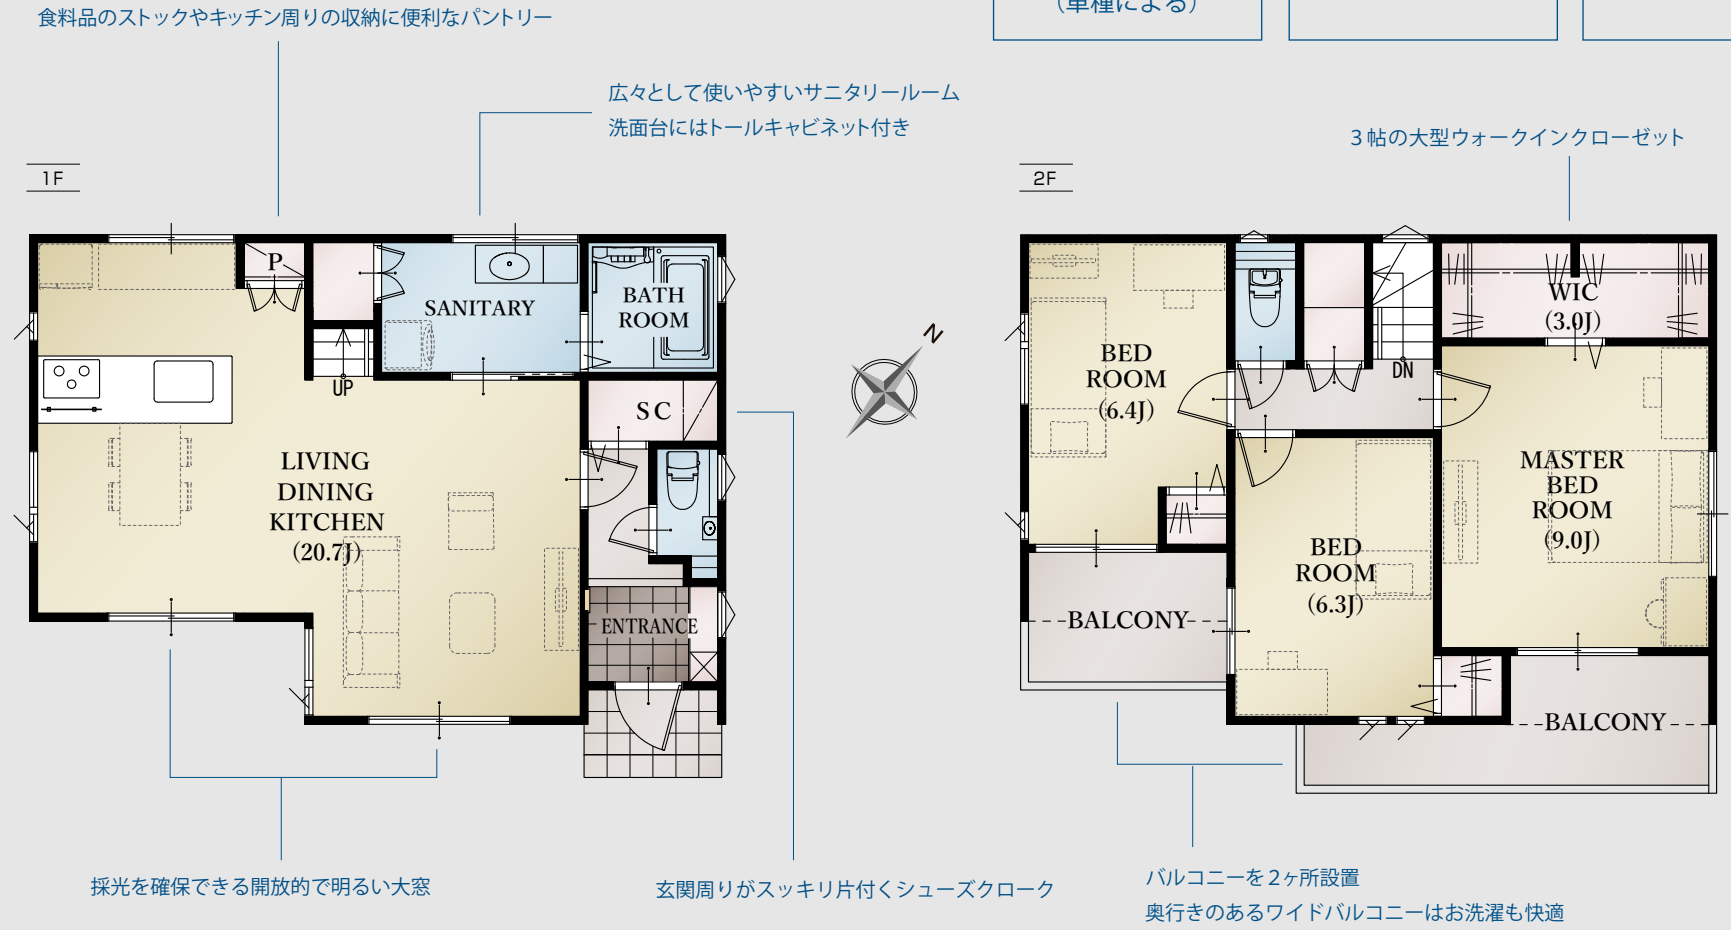 食料品のストックやキッチン周りの収納に便利なパントリー
（車種による）
広々として使いやすいサニタリールーム
洗面台にはトールキャビネット付き
3帖の大型ウォークインクローゼット
1F
P
SANITARY
BATH
ROOM
UP
SC
LIVING
DINING
KITCHEN
(20.7J)
ENTRANCE
N
2F
WIC
(3.0J)
BED
ROOM
(6.4J)
DN
MASTER
BED
ROOM
(9.0J)
BED
ROOM
(6.3J)
BALCONY
BALCONY
採光を確保できる開放的で明るい大窓
玄関周りがスッキリ片付くシューズクローク
バルコニーを2ヶ所設置
奥行きのあるワイドバルコニーはお洗濯も快適